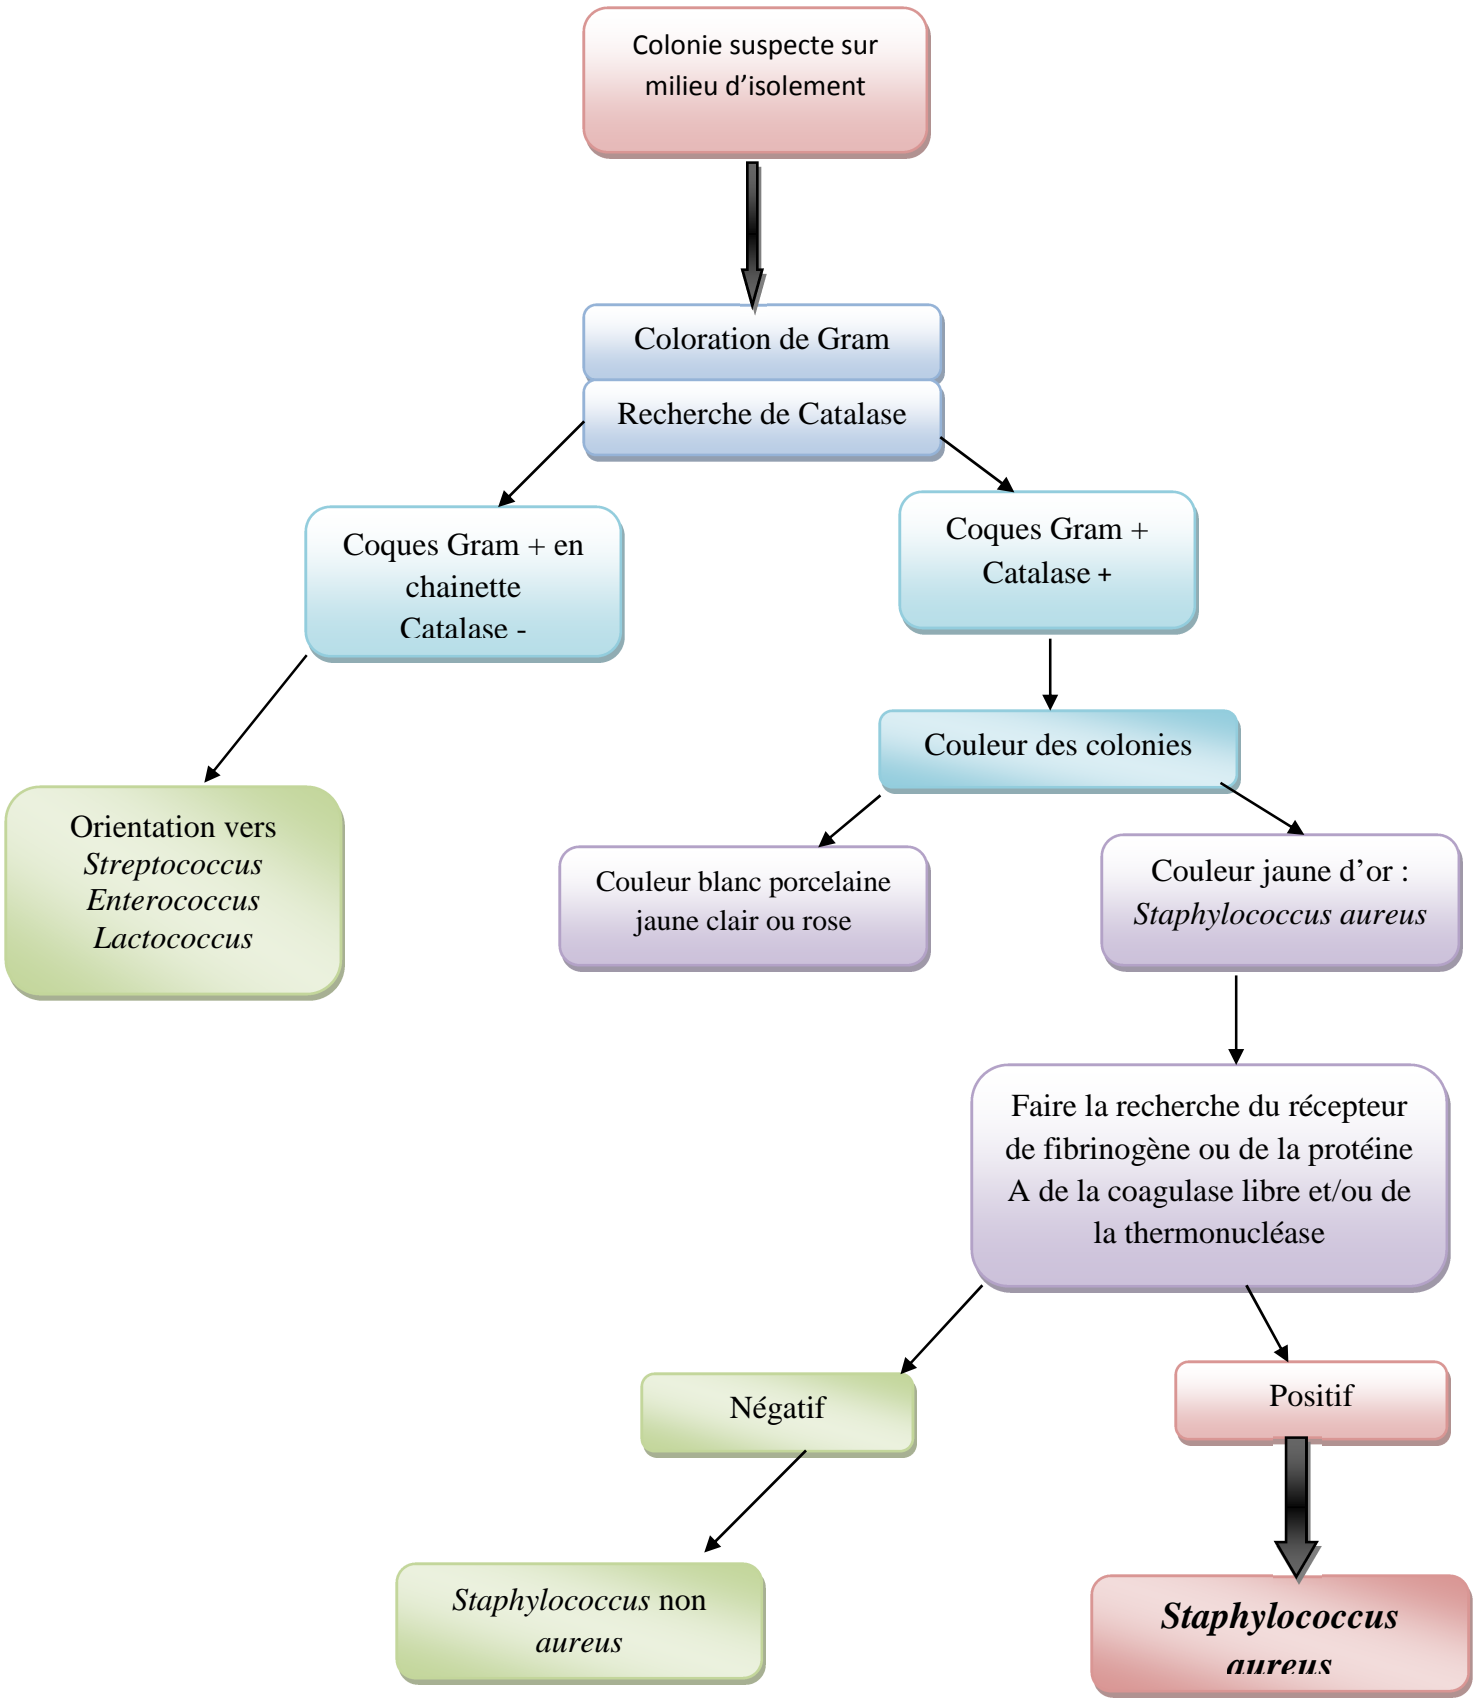 Colonie suspecte sur
milieu d’isolement
Coloration de Gram
Recherche de Catalase
Coques Gram + en
chainette
Catalase -
Coques Gram +
Catalase +
Couleur des colonies
Orientation vers
Streptococcus
Enterococcus
Lactococcus
Couleur blanc porcelaine
jaune clair ou rose
Couleur jaune d’or :
Staphylococcus aureus
Faire la recherche du récepteur
de fibrinogène ou de la protéine
A de la coagulase libre et/ou de
la thermonucléase
Négatif
Positif
Staphylococcus non
aureus
Staphylococcus
aureus